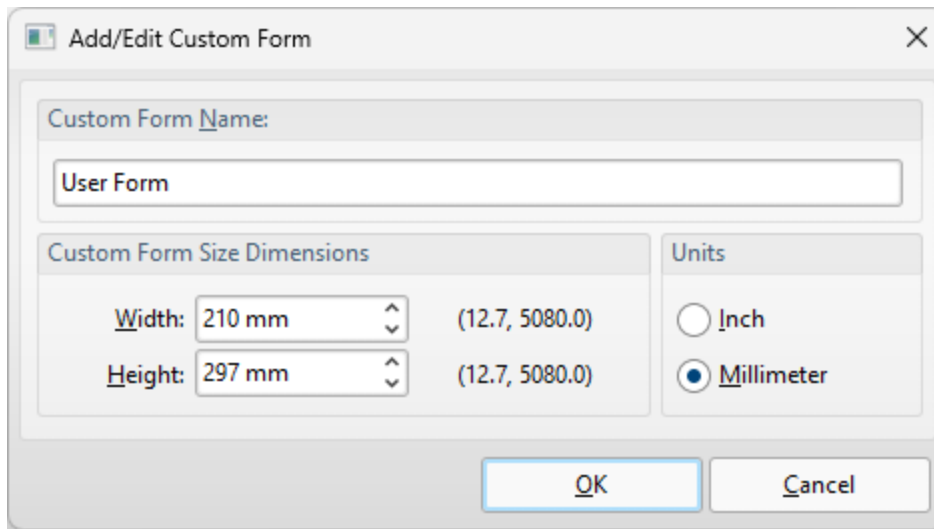 Add/Edit Custom Form
Custom Form Name:
User Form
Custom Form Size Dimensions
Width: 210 mm (12.7, 5080.0)
Height: 297 mm (12.7, 5080.0)
Units
Inch
Millimeter
OK Cancel